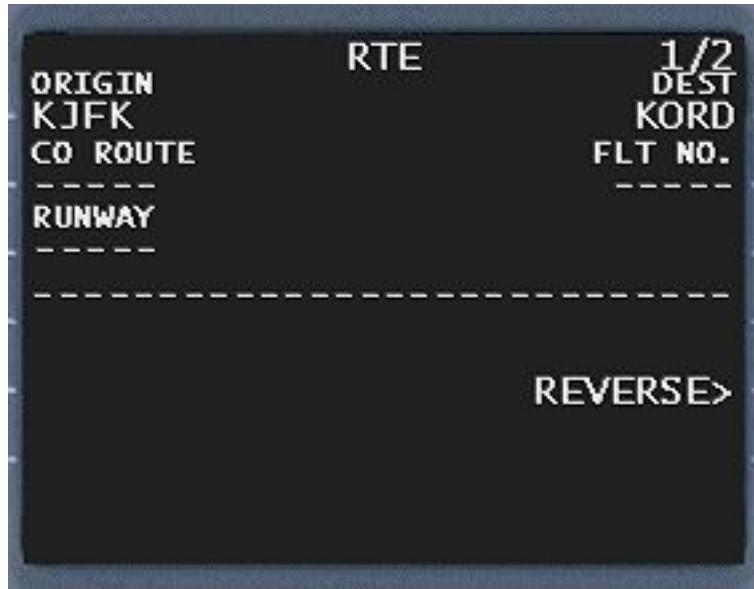 RTE 1/2
ORIGIN DEST
KJFK KORD
CO ROUTE FLT NO.
----- -----
RUNWAY
-----
------------------------------
REVERSE>